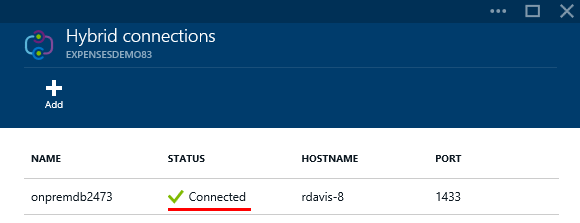 Hybrid connections
EXPENSESDEMO83
Add
NAME STATUS HOSTNAME PORT
onpremdb2473 Connected rdavis-8 1433